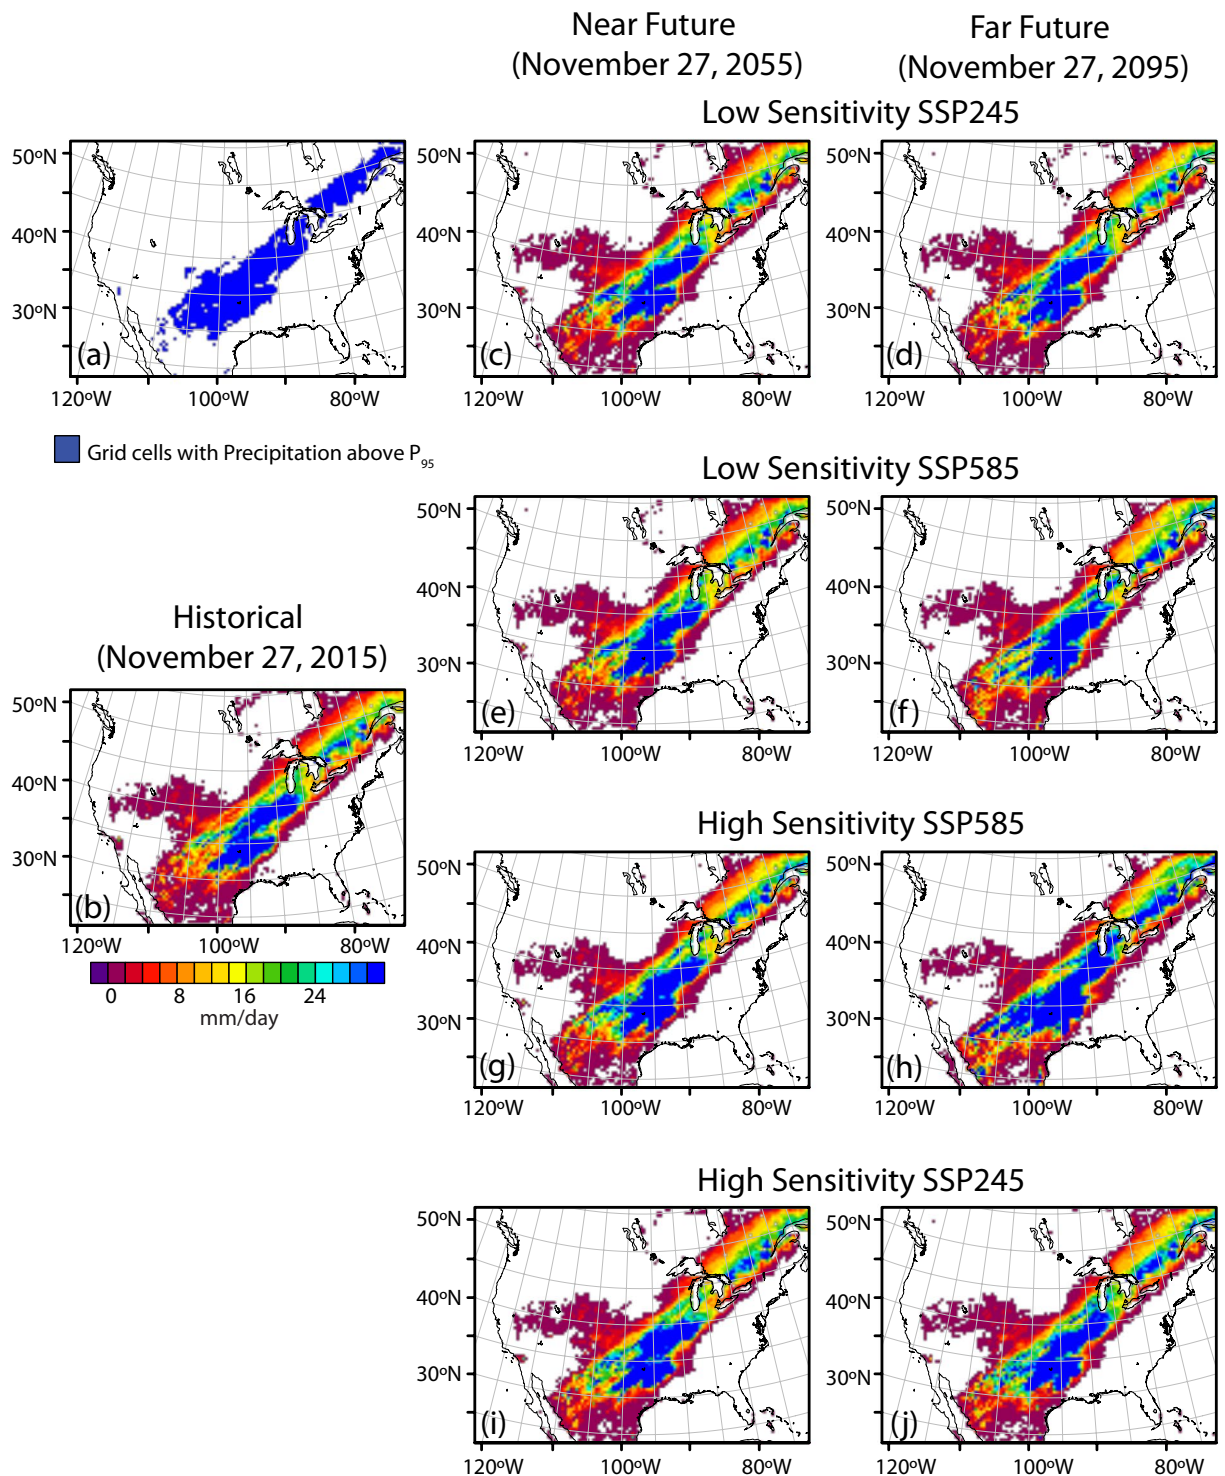 Near Future
(November 27, 2055)
Far Future
(November 27, 2095)
Low Sensitivity SSP245
50ºN
40ºN
30ºN
(a)
120ºW 100ºW 80ºW
50ºN
40ºN
30ºN
(c)
120ºW 100ºW 80ºW
50ºN
40ºN
30ºN
(d)
120ºW 100ºW 80ºW
Grid cells with Precipitation above P95
Low Sensitivity SSP585
50ºN
40ºN
30ºN
(e)
120ºW 100ºW 80ºW
50ºN
40ºN
30ºN
(f)
120ºW 100ºW 80ºW
Historical
(November 27, 2015)
50ºN
40ºN
30ºN
(b)
120ºW 100ºW 80ºW
0 8 16 24
mm/day
High Sensitivity SSP585
50ºN
40ºN
30ºN
(g)
120ºW 100ºW 80ºW
50ºN
40ºN
30ºN
(h)
120ºW 100ºW 80ºW
High Sensitivity SSP245
50ºN
40ºN
30ºN
(i)
120ºW 100ºW 80ºW
50ºN
40ºN
30ºN
(j)
120ºW 100ºW 80ºW